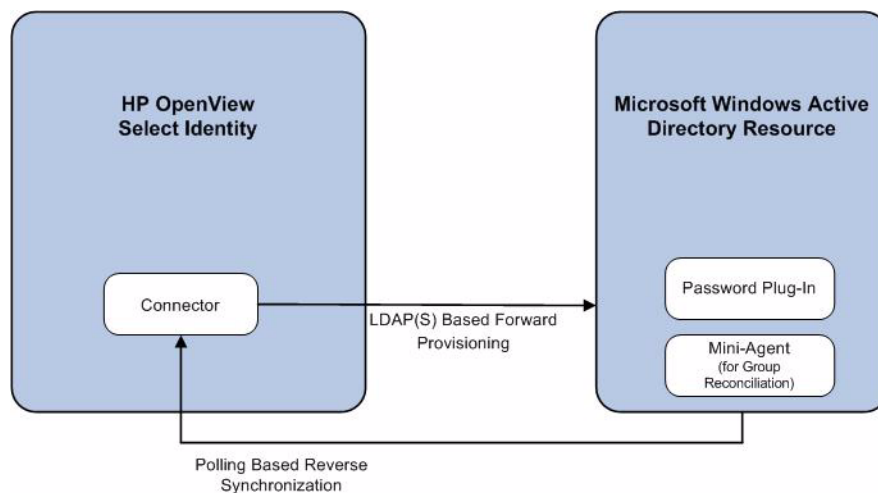 HP OpenView
Select Identity
Microsoft Windows Active
Directory Resource
Connector
Password Plug-In
LDAP(S) Based Forward
Provisioning
Mini-Agent
(for Group
Reconciliation)
Polling Based Reverse
Synchronization